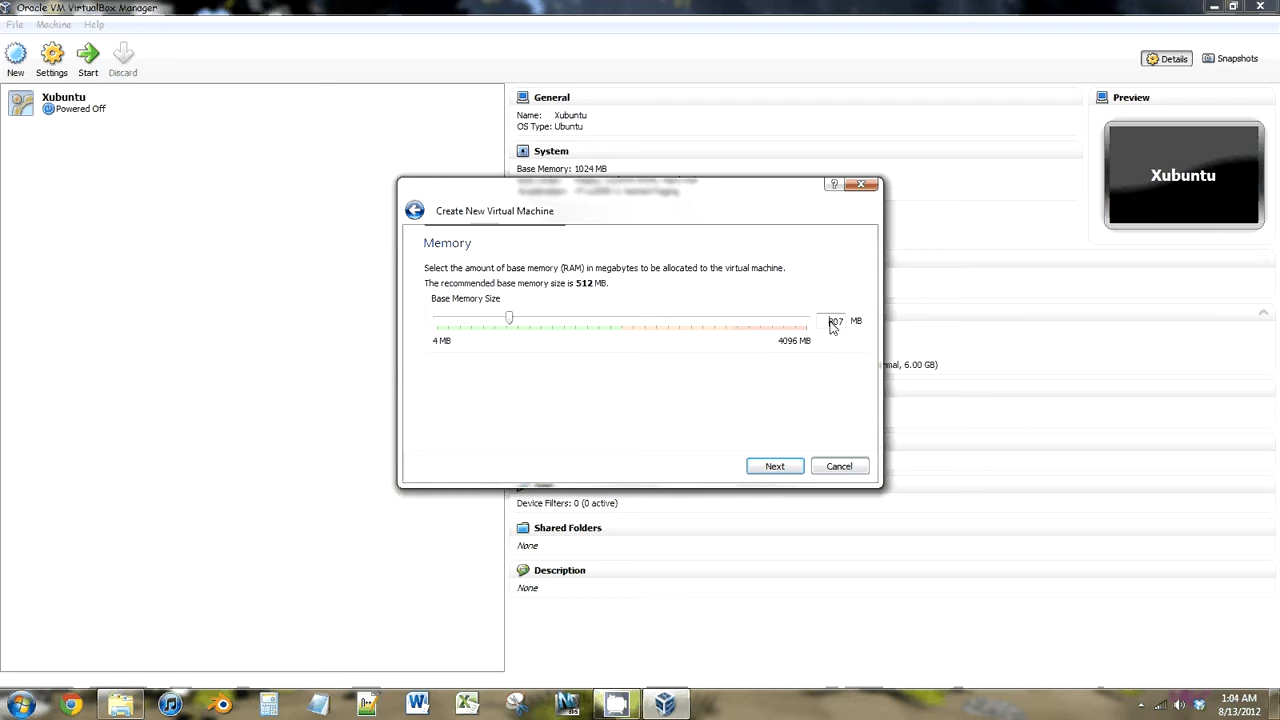 Oracle VM VirtualBox Manager
File Machine Help
New Settings Start Discard
Details Snapshots
Xubuntu
Powered Off
General
Name: Xubuntu
OS Type: Ubuntu
System
Base Memory: 1024 MB
Preview
Xubuntu
Create New Virtual Machine
Memory
Select the amount of base memory (RAM) in megabytes to be allocated to the virtual machine.
The recommended base memory size is 512 MB.
Base Memory Size
MB
4 MB 4096 MB
Next Cancel
6.00 GB)
Device Filters: 0 (0 active)
Shared Folders
None
Description
None
1:04 AM
8/13/2012